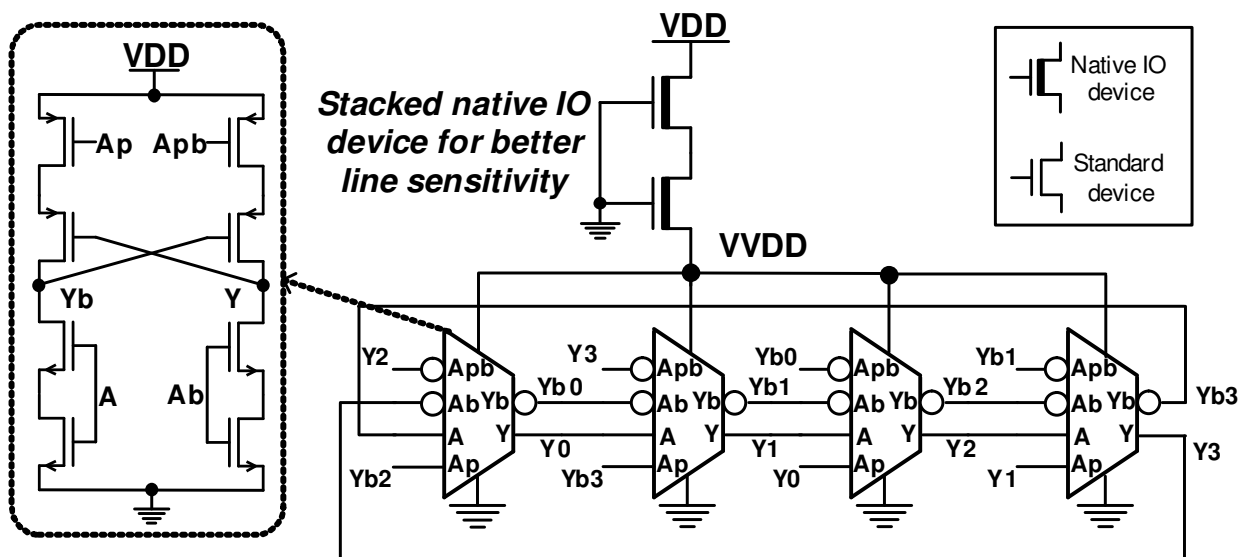 VDD
Ap Apb
Yb Y
A Ab
Stacked native IO
device for better
line sensitivity
VDD
VVDD
Native IO
device
Standard
device
Y2 Apb Ab A Ap Yb Y Yb2
Yb0 Y0
Y3 Apb Ab A Ap Yb Y Yb3
Yb1 Y1
Yb0 Apb Ab A Ap Yb Y Y0
Yb2 Y2
Yb1 Apb Ab A Ap Yb Y Y1
Yb3
Y3